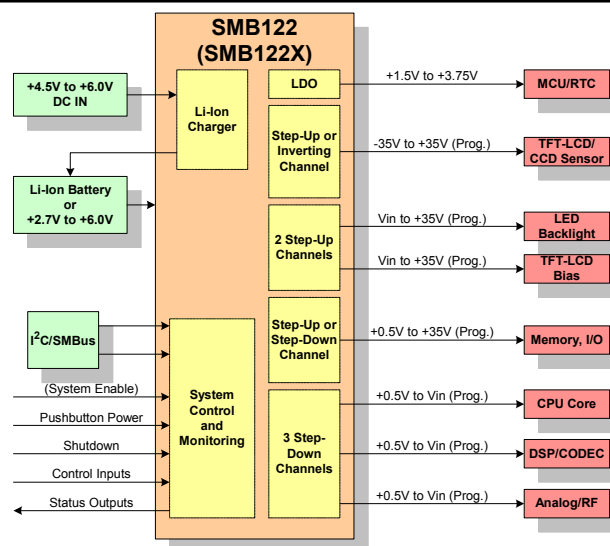 SMB122
(SMB122X)
+4.5V to +6.0V
DC IN
Li-Ion
Charger
Li-Ion Battery
or
+2.7V to +6.0V
I²C/SMBus
(System Enable)
Pushbutton Power
Shutdown
Control Inputs
Status Outputs
System
Control
and
Monitoring
LDO
+1.5V to +3.75V
MCU/RTC
Step-Up or
Inverting
Channel
-35V to +35V (Prog.)
TFT-LCD/
CCD Sensor
2 Step-Up
Channels
Vin to +35V (Prog.)
LED
Backlight
Vin to +35V (Prog.)
TFT-LCD
Bias
Step-Up or
Step-Down
Channel
+0.5V to +35V (Prog.)
Memory, I/O
3 Step-
Down
Channels
+0.5V to Vin (Prog.)
CPU Core
+0.5V to Vin (Prog.)
DSP/CODEC
+0.5V to Vin (Prog.)
Analog/RF